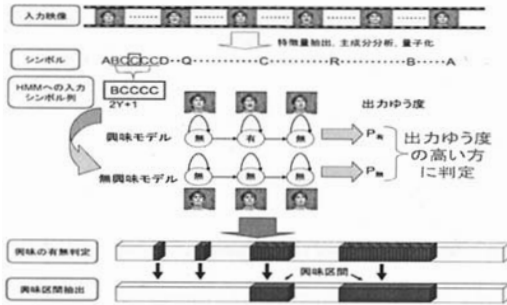 入力映像
特徴量抽出, 主成分分析, 量子化
シンボル
ABCCCCD‥Q‥‥‥C‥‥‥R‥‥‥B‥‥A
HMMへの入力
シンボル例
BCCCC
2Y+1
出力ゆう度
興味モデル
無 有 無
P有
無興味モデル
無 無 無
P無
出力ゆう度
の高い方
に判定
興味の有無判定
興味区間
興味区間抽出